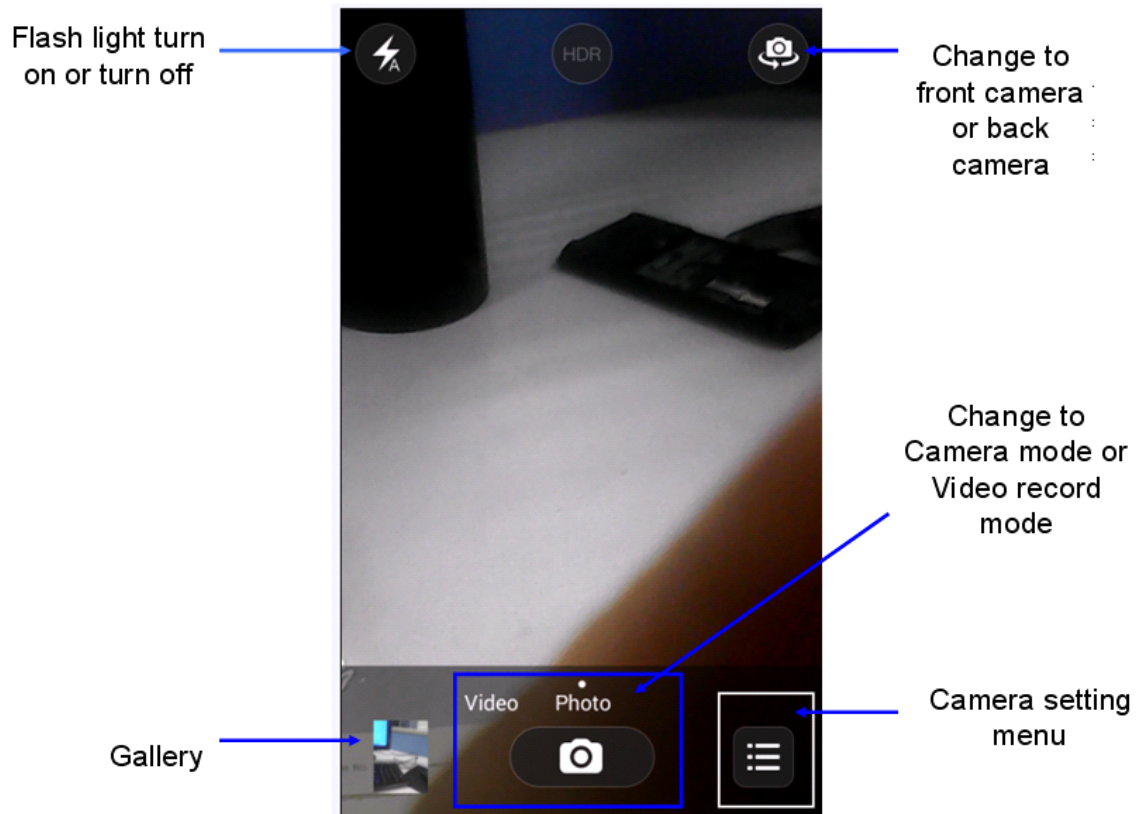 Flash light turn
on or turn off
A
HDR
Change to
front camera
or back
camera
Change to
Camera mode or
Video record
mode
Video
Photo
Camera setting
menu
Gallery